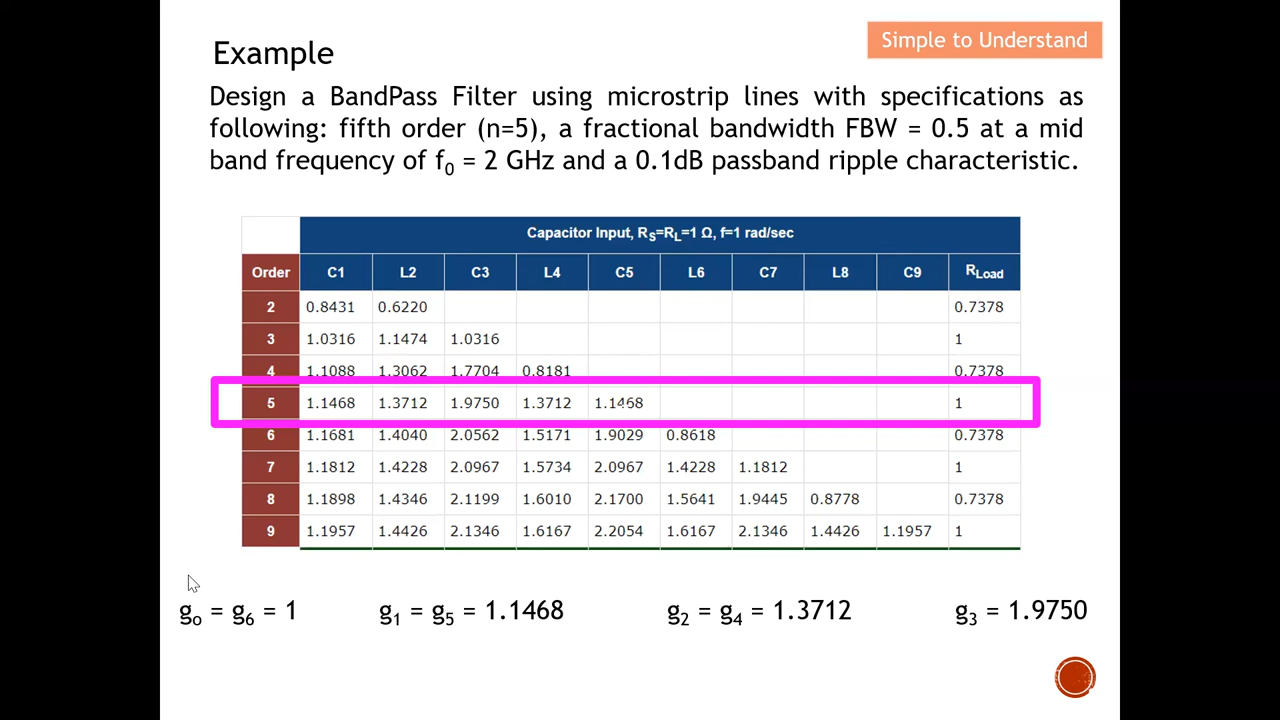 Simple to Understand
Example
Design a BandPass Filter using microstrip lines with specifications as
following: fifth order (n=5), a fractional bandwidth FBW = 0.5 at a mid
band frequency of f₀ = 2 GHz and a 0.1dB passband ripple characteristic.
Capacitor Input, R_S=R_L=1 Ω, f=1 rad/sec
Order C1 L2 C3 L4 C5 L6 C7 L8 C9 R_Load
2 0.8431 0.6220 0.7378
3 1.0316 1.1474 1.0316 1
4 1.1088 1.3062 1.7704 0.8181 0.7378
5 1.1468 1.3712 1.9750 1.3712 1.1468 1
6 1.1681 1.4040 2.0562 1.5171 1.9029 0.8618 0.7378
7 1.1812 1.4228 2.0967 1.5734 2.0967 1.4228 1.1812 1
8 1.1898 1.4346 2.1199 1.6010 2.1700 1.5641 1.9445 0.8778 0.7378
9 1.1957 1.4426 2.1346 1.6167 2.2054 1.6167 2.1346 1.4426 1.1957 1
gₒ = g₆ = 1 g₁ = g₅ = 1.1468 g₂ = g₄ = 1.3712 g₃ = 1.9750